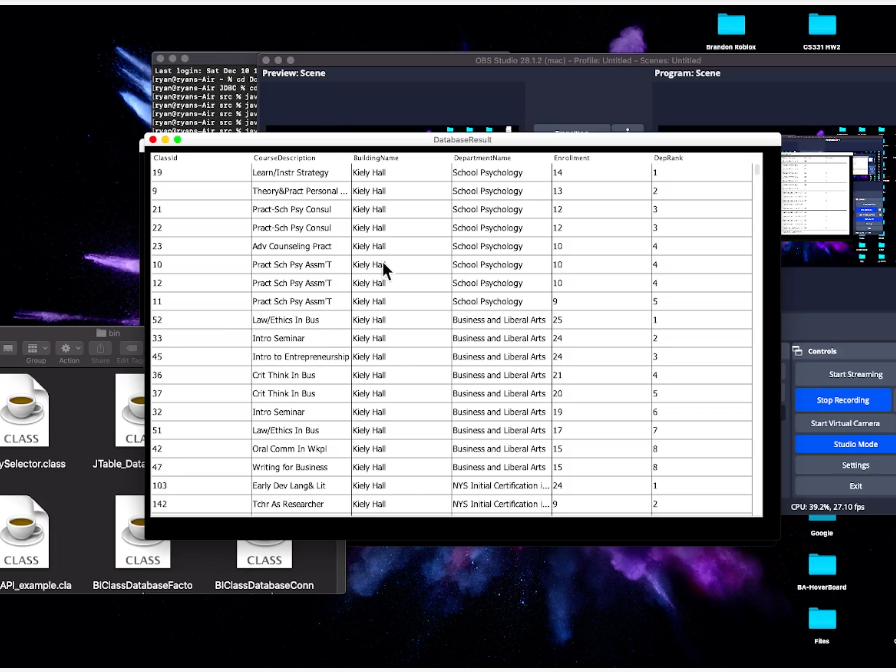 Brandon Roblox
CS331 HW2
Last login: Sat Dec 10 1
ryan@ryans-Air ~ % cd Do
ryan@ryans-Air JDBC % cd
ryan@ryans-Air src % jav
ryan@ryans-Air src % jav
ryan@ryans-Air src % jav
ryan@ryans-Air src % jav
OBS Studio 28.1.2 (mac) - Profile: Untitled - Scenes: Untitled
Preview: Scene
Program: Scene
DatabaseResult
ClassId CourseDescription BuildingName DepartmentName Enrollment DepRank
19 Learn/Instr Strategy Kiely Hall School Psychology 14 1
9 Theory&Pract Personal ... Kiely Hall School Psychology 13 2
21 Pract-Sch Psy Consul Kiely Hall School Psychology 12 3
22 Pract-Sch Psy Consul Kiely Hall School Psychology 12 3
23 Adv Counseling Pract Kiely Hall School Psychology 10 4
10 Pract Sch Psy Assm'T Kiely Hall School Psychology 10 4
12 Pract Sch Psy Assm'T Kiely Hall School Psychology 10 4
11 Pract Sch Psy Assm'T Kiely Hall School Psychology 9 5
52 Law/Ethics In Bus Kiely Hall Business and Liberal Arts 25 1
33 Intro Seminar Kiely Hall Business and Liberal Arts 24 2
45 Intro to Entrepreneurship Kiely Hall Business and Liberal Arts 24 3
36 Crit Think In Bus Kiely Hall Business and Liberal Arts 21 4
37 Crit Think In Bus Kiely Hall Business and Liberal Arts 20 5
32 Intro Seminar Kiely Hall Business and Liberal Arts 19 6
51 Law/Ethics In Bus Kiely Hall Business and Liberal Arts 17 7
42 Oral Comm In Wkpl Kiely Hall Business and Liberal Arts 15 8
47 Writing for Business Kiely Hall Business and Liberal Arts 15 8
103 Early Dev Lang& Lit Kiely Hall NYS Initial Certification i... 24 1
142 Tchr As Researcher Kiely Hall NYS Initial Certification i... 9 2
bin
Group Action Share Edit Tag
CLASS
CLASS
ySelector.class
JTable_Dat
CLASS
CLASS
CLASS
API_example.cla
BIClassDatabaseFacto
BIClassDatabaseConn
Controls
Start Streaming
Stop Recording
Start Virtual Camera
Studio Mode
Settings
Exit
CPU: 39.2%, 27.10 fps
Google
BA-HoverBoard
Files